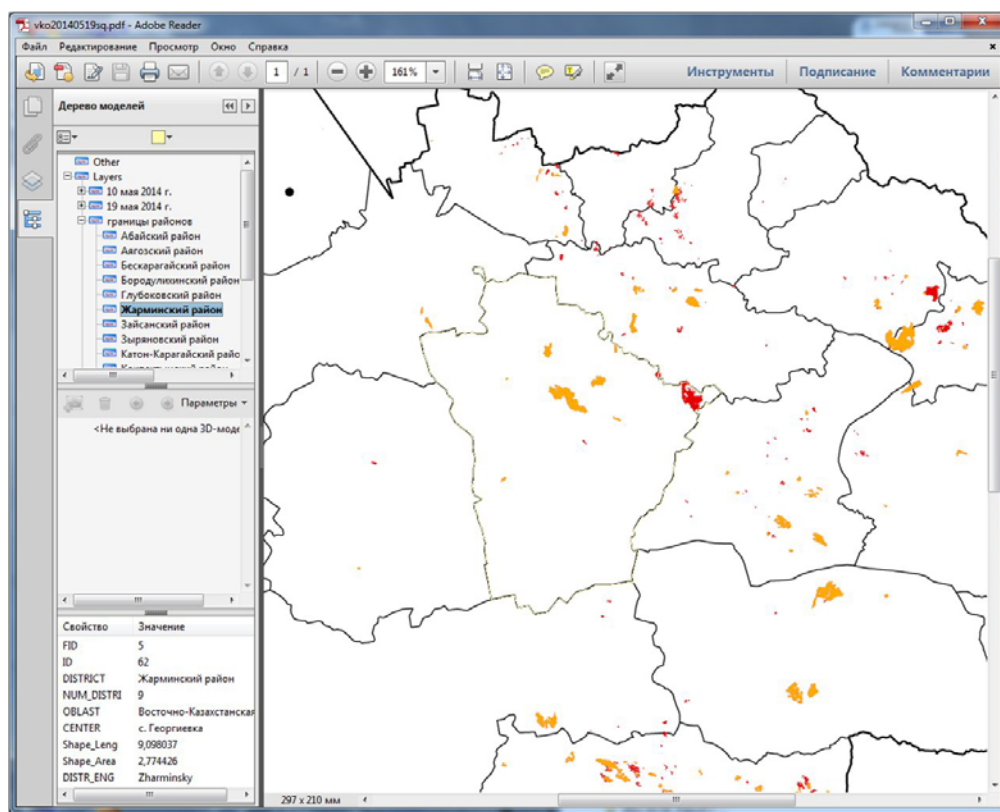 vko20140519sq.pdf - Adobe Reader
Файл Редактирование Просмотр Окно Справка
1 / 1 161% Инструменты Подписание Комментарии
Дерево моделей
Other
Layers
10 мая 2014 г.
19 мая 2014 г.
границы районов
Абайский район
Аягозский район
Бескарагайский район
Бородулихинский район
Глубоковский район
Жарминский район
Зайсанский район
Зыряновский район
Катон-Карагайский райо
Параметры
<Не выбрана ни одна 3D-моде
Свойство Значение
FID 5
ID 62
DISTRICT Жарминский район
NUM_DISTRI 9
OBLAST Восточно-Казахстанская
CENTER с. Георгиевка
Shape_Leng 9,098037
Shape_Area 2,774426
DISTR_ENG Zharminsky
297 x 210 мм